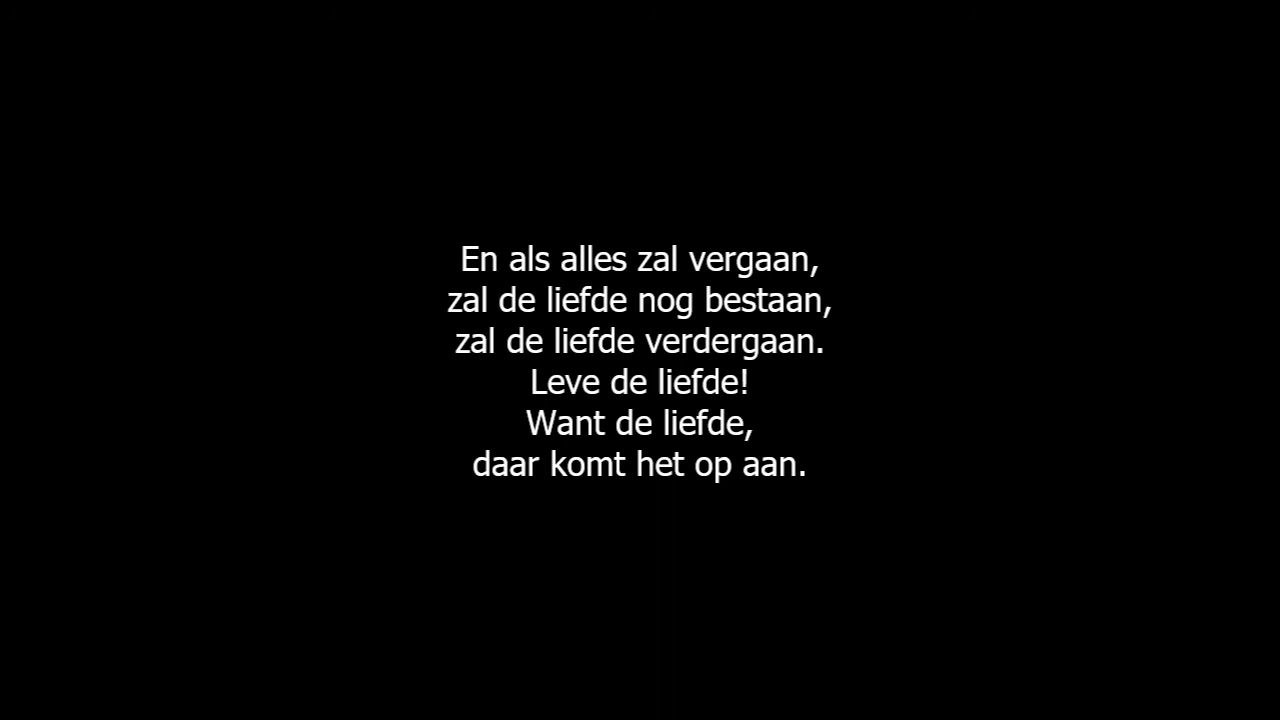 En als alles zal vergaan,
zal de liefde nog bestaan,
zal de liefde verdergaan.
Leve de liefde!
Want de liefde,
daar komt het op aan.